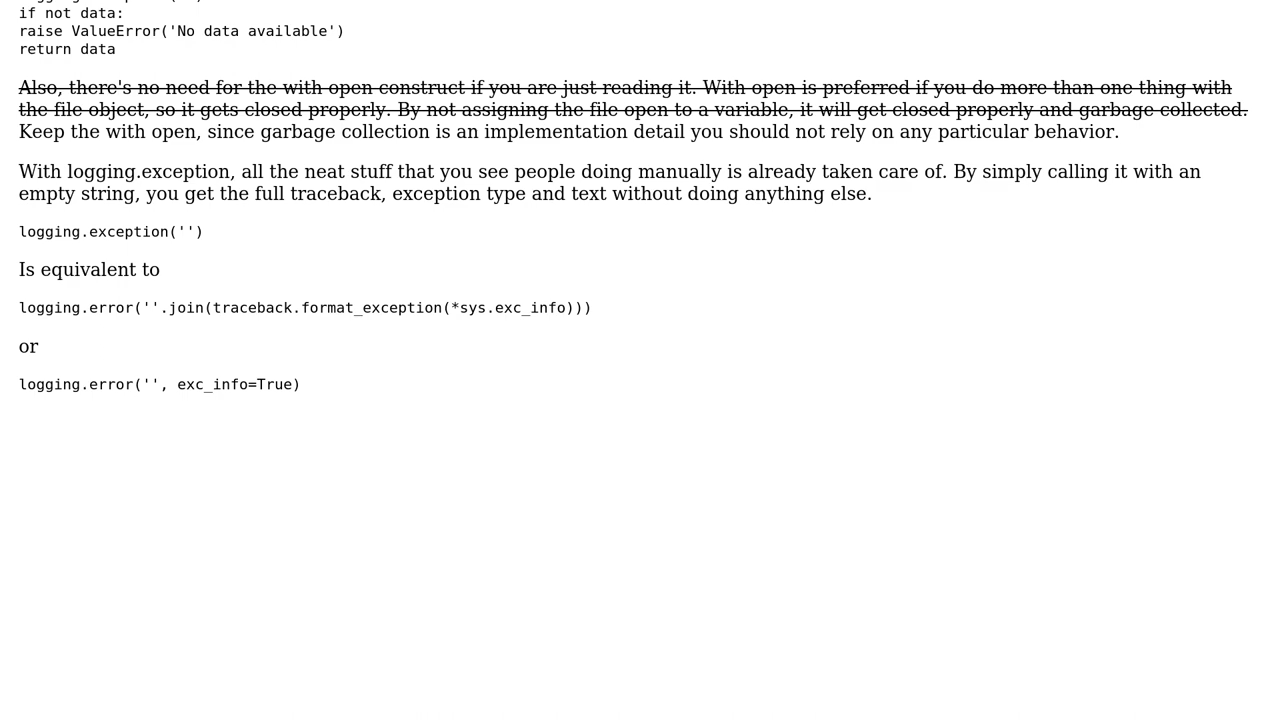 if not data:
raise ValueError('No data available')
return data
Also, there's no need for the with open construct if you are just reading it. With open is preferred if you do more than one thing with
the file object, so it gets closed properly. By not assigning the file open to a variable, it will get closed properly and garbage collected.
Keep the with open, since garbage collection is an implementation detail you should not rely on any particular behavior.
With logging.exception, all the neat stuff that you see people doing manually is already taken care of. By simply calling it with an
empty string, you get the full traceback, exception type and text without doing anything else.
logging.exception('')
Is equivalent to
logging.error(''.join(traceback.format_exception(*sys.exc_info)))
or
logging.error('', exc_info=True)